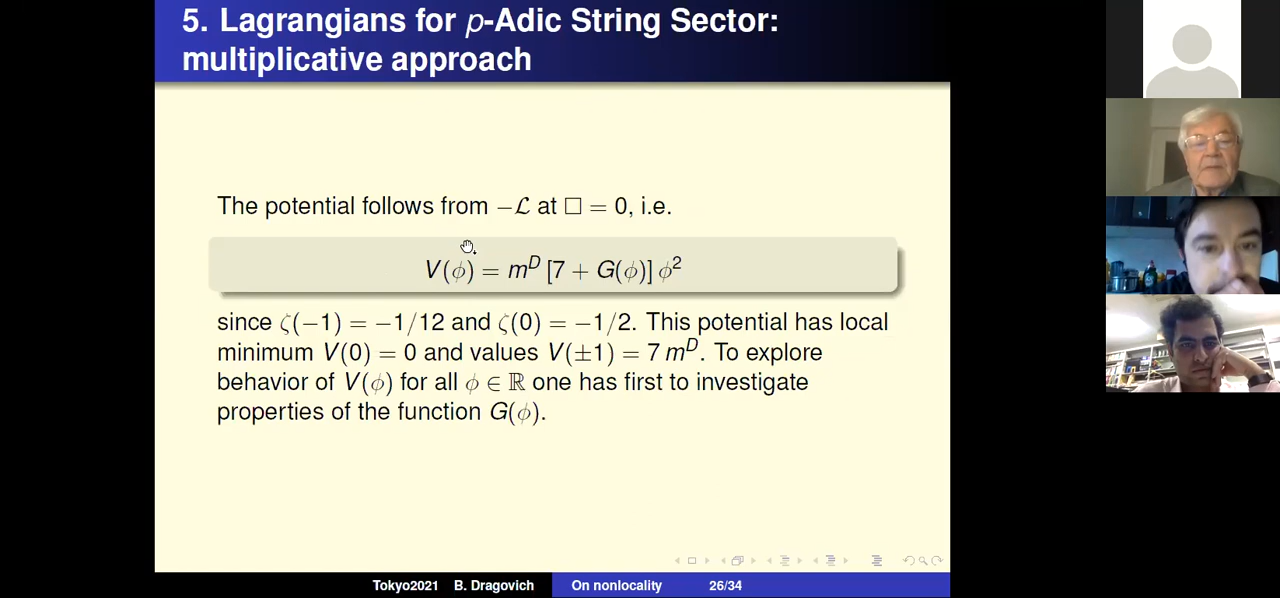 5. Lagrangians for p-Adic String Sector:
multiplicative approach
The potential follows from −ℒ at □ = 0, i.e.
V(ϕ) = m^D [7 + G(ϕ)] ϕ²
since ζ(−1) = −1/12 and ζ(0) = −1/2. This potential has local
minimum V(0) = 0 and values V(±1) = 7 m^D. To explore
behavior of V(ϕ) for all ϕ ∈ ℝ one has first to investigate
properties of the function G(ϕ).
Tokyo2021 B. Dragovich On nonlocality 26/34